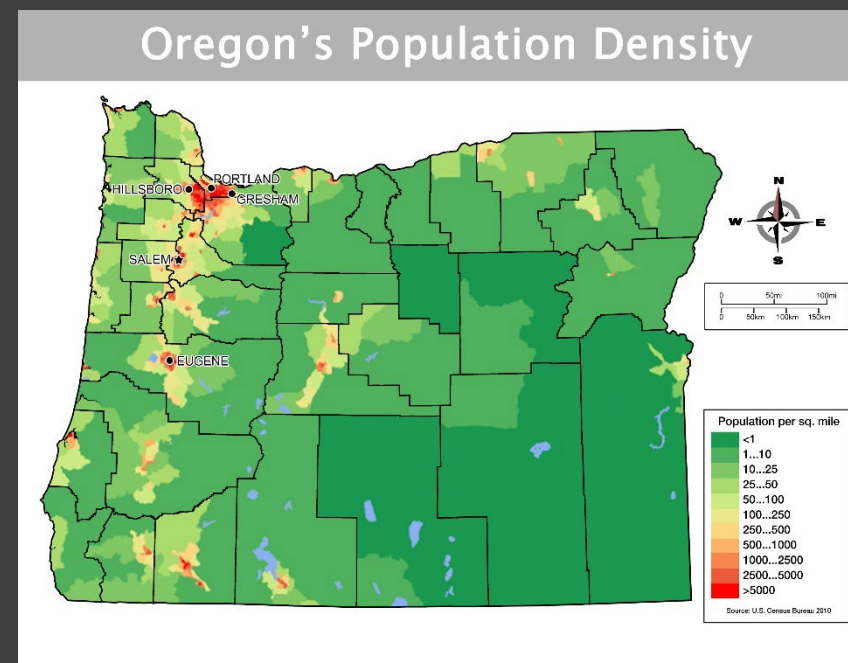 Oregon's Population Density
HILLSBORO
PORTLAND
GRESHAM
SALEM
EUGENE
N
W E
S
0 50mi 100mi
0 50km 100km 150km
Population per sq. mile
<1
1...10
10...25
25...50
50...100
100...250
250...500
500...1000
1000...2500
2500...5000
>5000
Source: U.S. Census Bureau 2010